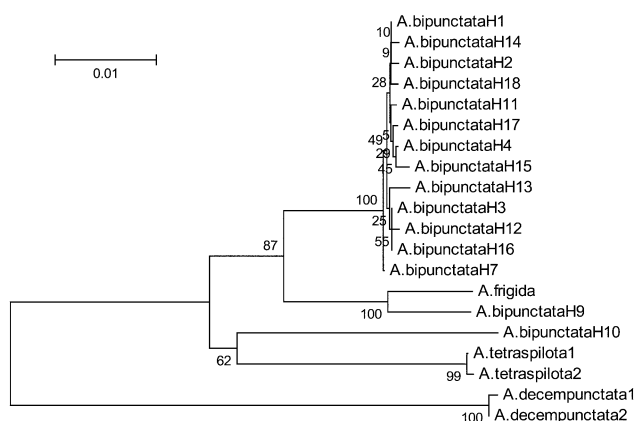 A.bipunctataH1
10
A.bipunctataH14
9
A.bipunctataH2
28
A.bipunctataH18
0.01
A.bipunctataH11
A.bipunctataH17
49
5
A.bipunctataH4
29
A.bipunctataH15
45
A.bipunctataH13
100
A.bipunctataH3
25
A.bipunctataH12
55
A.bipunctataH16
87
A.bipunctataH7
A.frigida
100
A.bipunctataH9
A.bipunctataH10
62
A.tetraspilota1
99
A.tetraspilota2
A.decempunctata1
100
A.decempunctata2